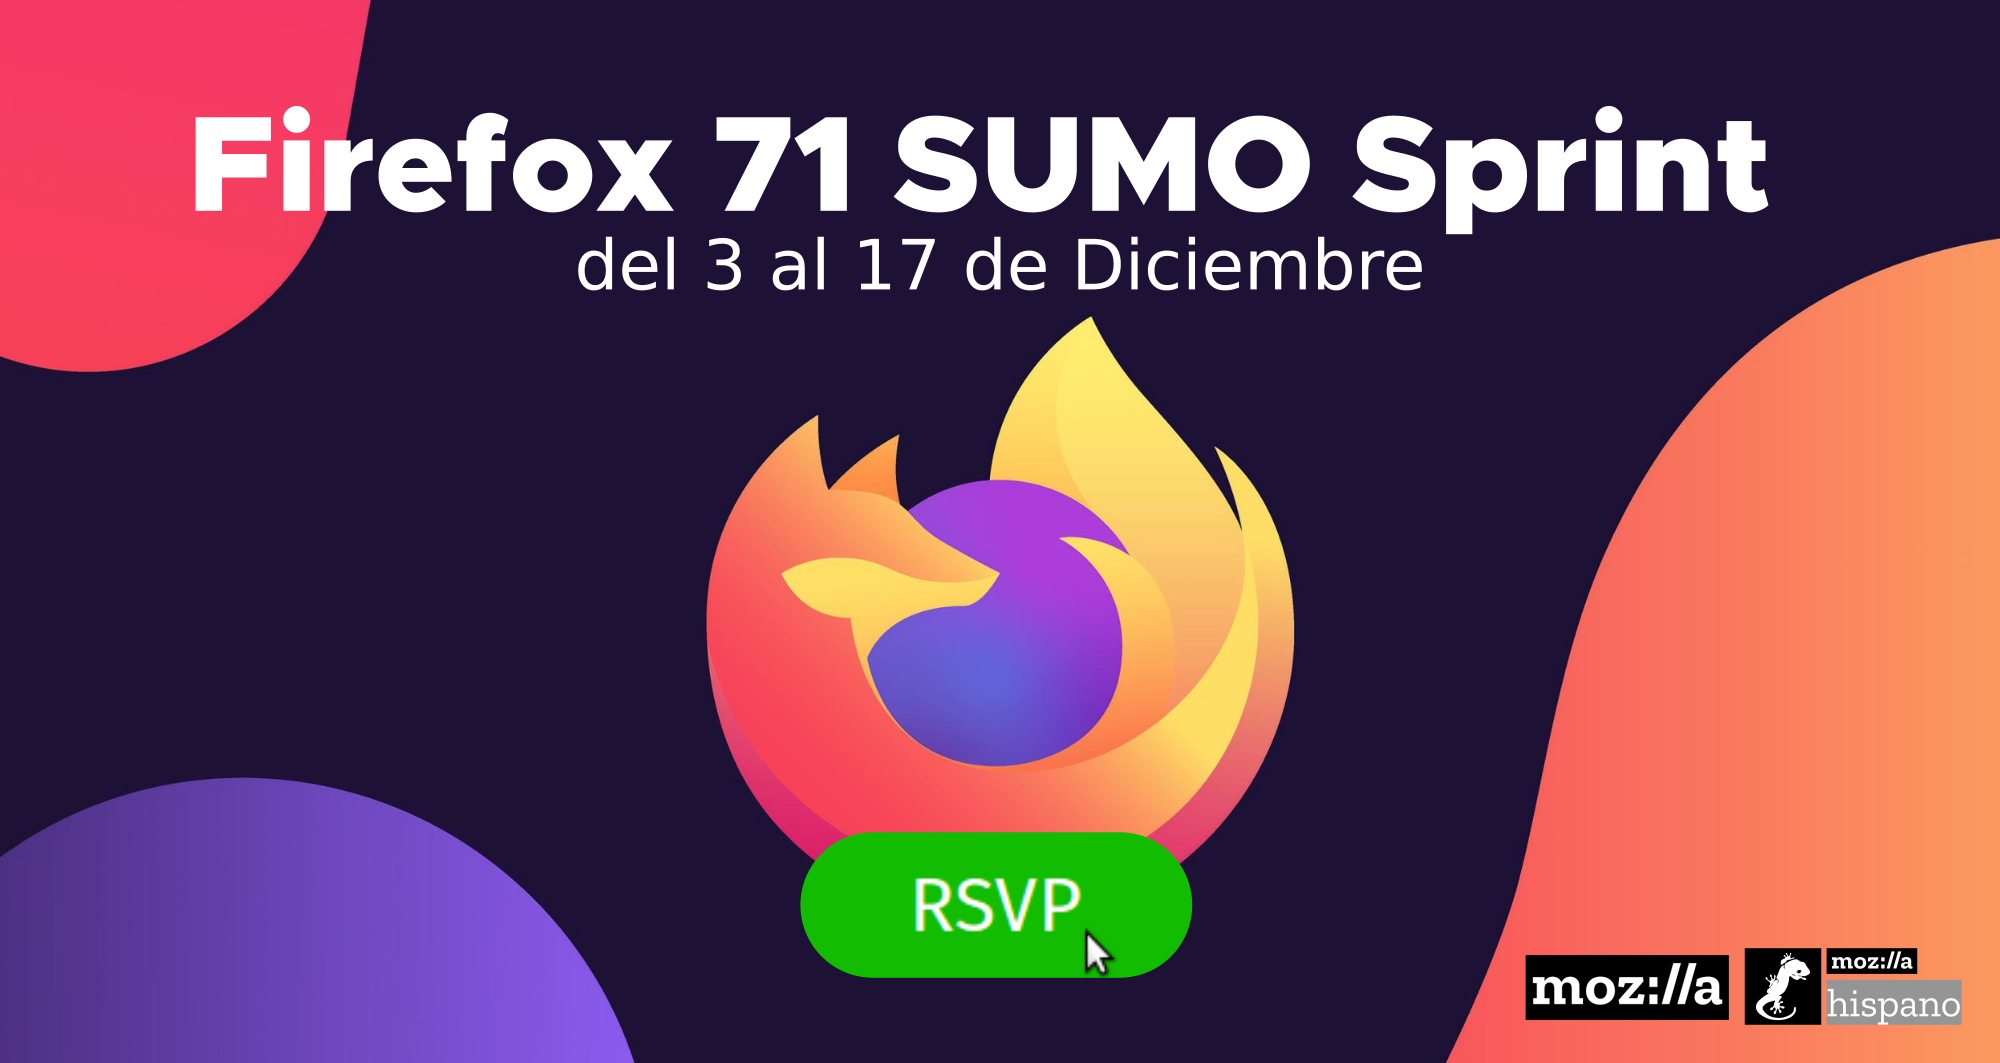 Firefox 71 SUMO Sprint
del 3 al 17 de Diciembre
RSVP
moz://a
moz://a
hispano